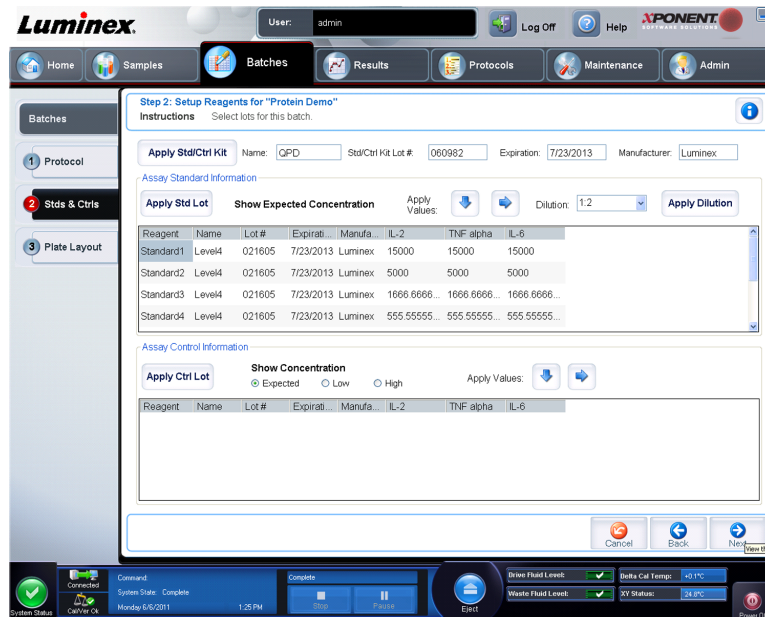 Luminex.
User: admin
Log Off
Help
XPONENT
SOFTWARE SOLUTIONS
Home
Samples
Batches
Results
Protocols
Maintenance
Admin
Batches
1 Protocol
2 Stds & Ctrls
3 Plate Layout
Step 2: Setup Reagents for "Protein Demo"
Instructions Select lots for this batch.
Apply Std/Ctrl Kit Name: QPD Std/Ctrl Kit Lot #: 060982 Expiration: 7/23/2013 Manufacturer: Luminex
Assay Standard Information
Apply Std Lot Show Expected Concentration Apply Values: Dilution: 1:2 Apply Dilution
Reagent Name Lot # Expirati... Manufa... IL-2 TNF alpha IL-6
Standard1 Level4 021605 7/23/2013 Luminex 15000 15000 15000
Standard2 Level4 021605 7/23/2013 Luminex 5000 5000 5000
Standard3 Level4 021605 7/23/2013 Luminex 1666.6666... 1666.6666... 1666.6666...
Standard4 Level4 021605 7/23/2013 Luminex 555.55555... 555.55555... 555.55555...
Assay Control Information
Apply Ctrl Lot Show Concentration
Expected Low High Apply Values:
Reagent Name Lot # Expirati... Manufa... IL-2 TNF alpha IL-6
Cancel Back Next
View th
System Status
Connected
Cal/Ver Ok
Command:
System State: Complete
Monday 6/6/2011 1:25 PM
Complete
Stop Pause
Eject
Drive Fluid Level:
Waste Fluid Level:
Delta Cal Temp: +0.1°C
XY Status: 24.8°C
Power O